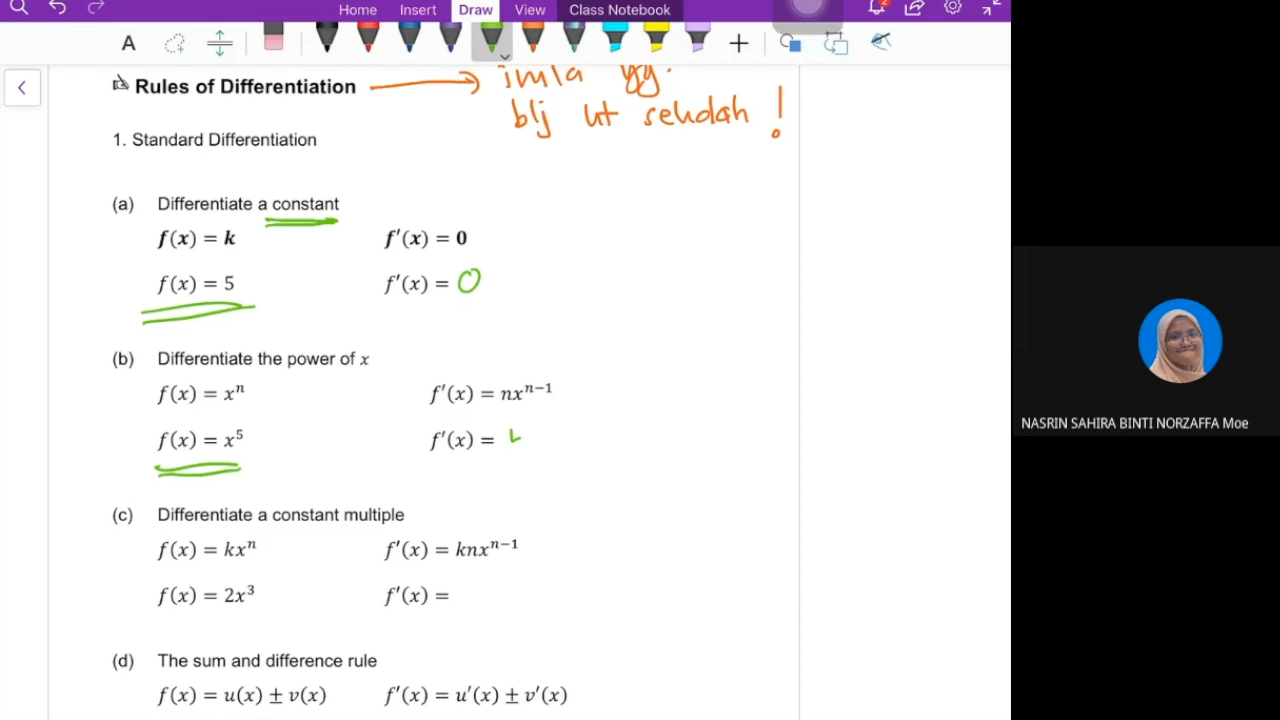 Home Insert Draw View Class Notebook
2
A
Rules of Differentiation
blj ut sekolah !
1. Standard Differentiation
(a) Differentiate a constant
f(x) = k f′(x) = 0
f(x) = 5 f′(x) = 0
(b) Differentiate the power of x
f(x) = xⁿ f′(x) = nxⁿ⁻¹
f(x) = x⁵ f′(x) =
(c) Differentiate a constant multiple
f(x) = kxⁿ f′(x) = knxⁿ⁻¹
f(x) = 2x³ f′(x) =
(d) The sum and difference rule
f(x) = u(x) ± v(x) f′(x) = u′(x) ± v′(x)
NASRIN SAHIRA BINTI NORZAFFA Moe